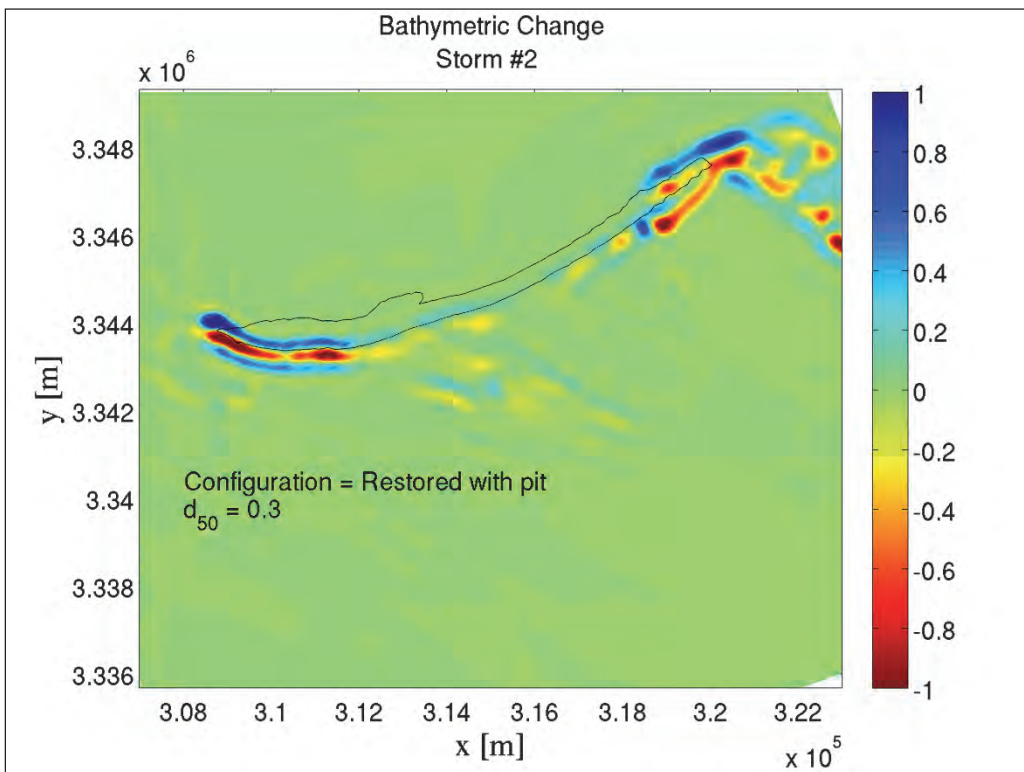 Bathymetric Change
Storm #2
x 10^6
3.348
3.346
3.344
3.342
3.34
3.338
3.336
y [m]
Configuration = Restored with pit
d_50 = 0.3
3.08 3.1 3.12 3.14 3.16 3.18 3.2 3.22
x [m]
x 10^5
1
0.8
0.6
0.4
0.2
0
-0.2
-0.4
-0.6
-0.8
-1